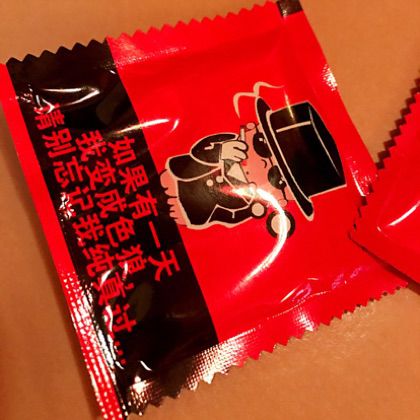 如果有一天
我变成色狼
请别忘记我纯真过……